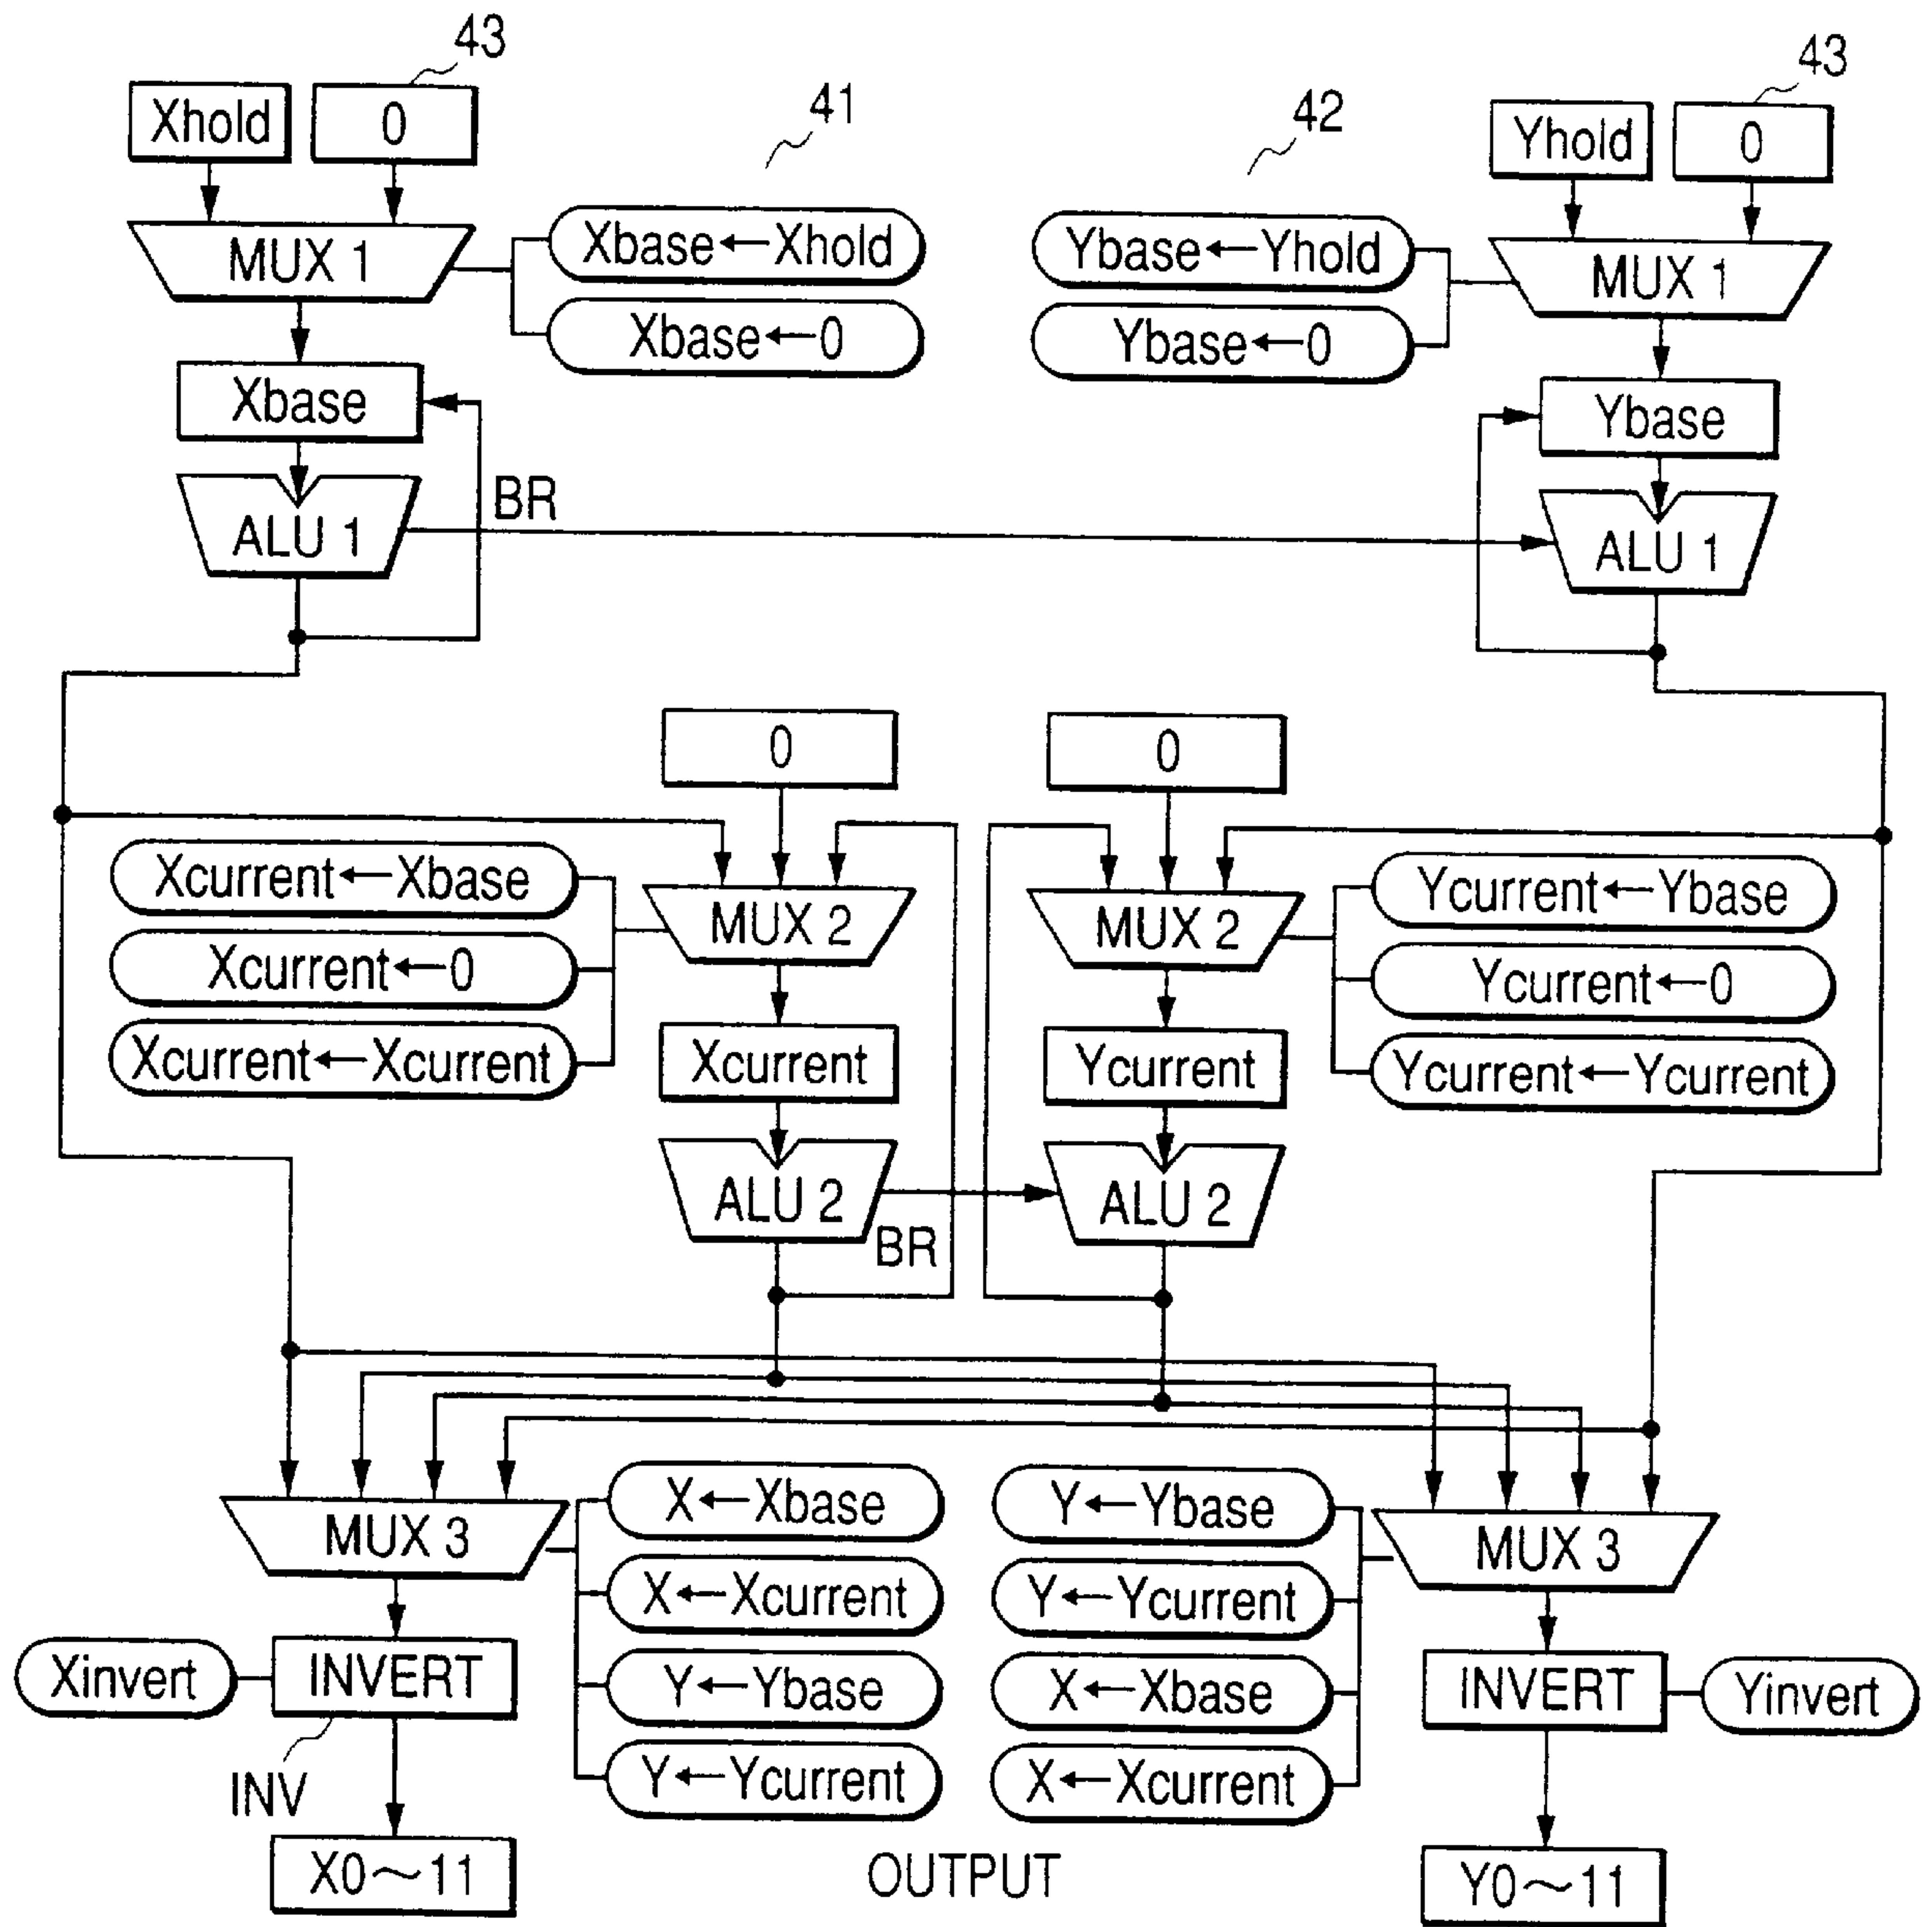 43
43
41
42
Xhold
0
Yhold
0
MUX 1
Xbase←Xhold
Xbase←0
Ybase←Yhold
Ybase←0
MUX 1
Xbase
Ybase
BR
ALU 1
ALU 1
0
0
Xcurrent←Xbase
Xcurrent←0
Xcurrent←Xcurrent
MUX 2
MUX 2
Ycurrent←Ybase
Ycurrent←0
Ycurrent←Ycurrent
Xcurrent
Ycurrent
ALU 2
BR
ALU 2
MUX 3
X←Xbase
X←Xcurrent
Y←Ybase
Y←Ycurrent
Y←Ybase
Y←Ycurrent
X←Xbase
X←Xcurrent
MUX 3
Xinvert
INVERT
INVERT
Yinvert
INV
X0～11
OUTPUT
Y0～11